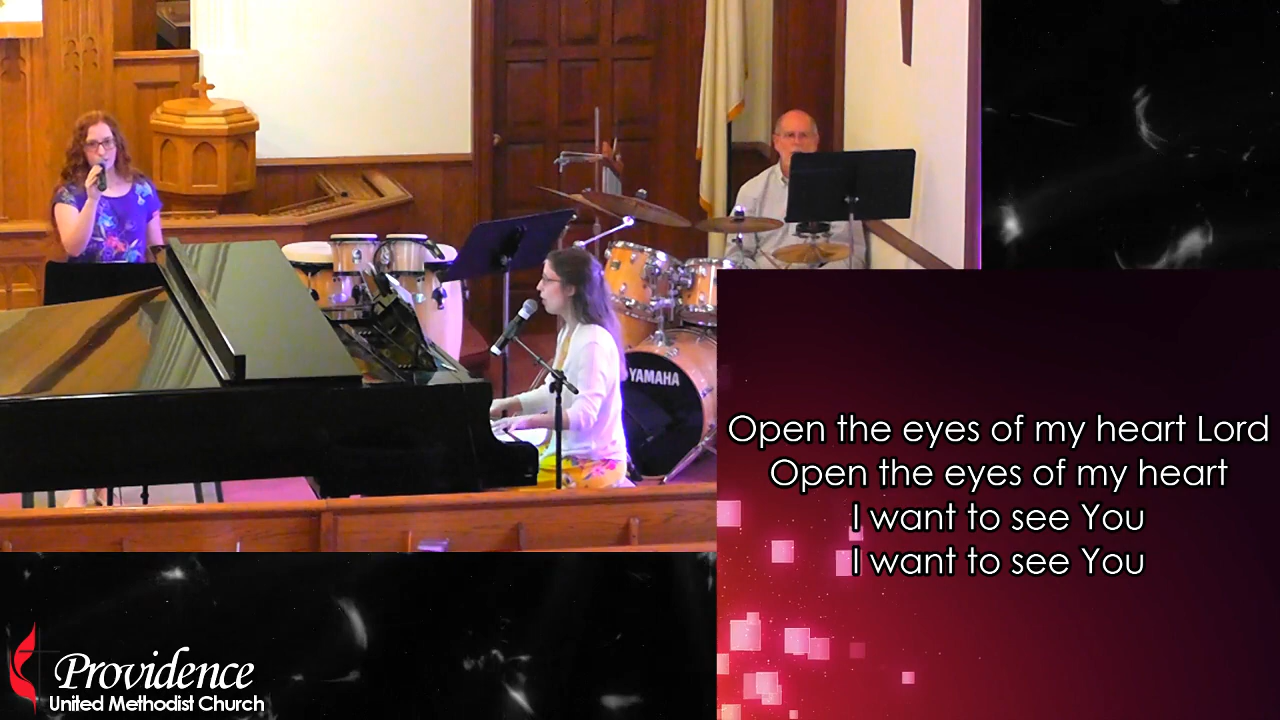 YAMAHA
Open the eyes of my heart Lord
Open the eyes of my heart
I want to see You
I want to see You
Providence
United Methodist Church